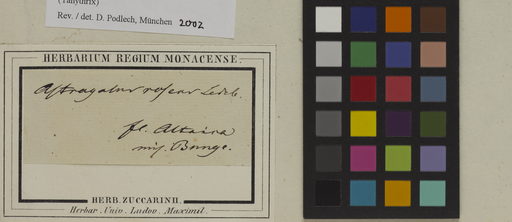 (Tanythrix)
Rev. / det. D. Podlech, München 2002
HERBARIUM REGIUM MONACENSE.
Astragalus roseus Ledeb.
fl. Altaica
mis. Bunge.
HERB. ZUCCARINII.
Herbar. Univ. Ludov. Maximil.